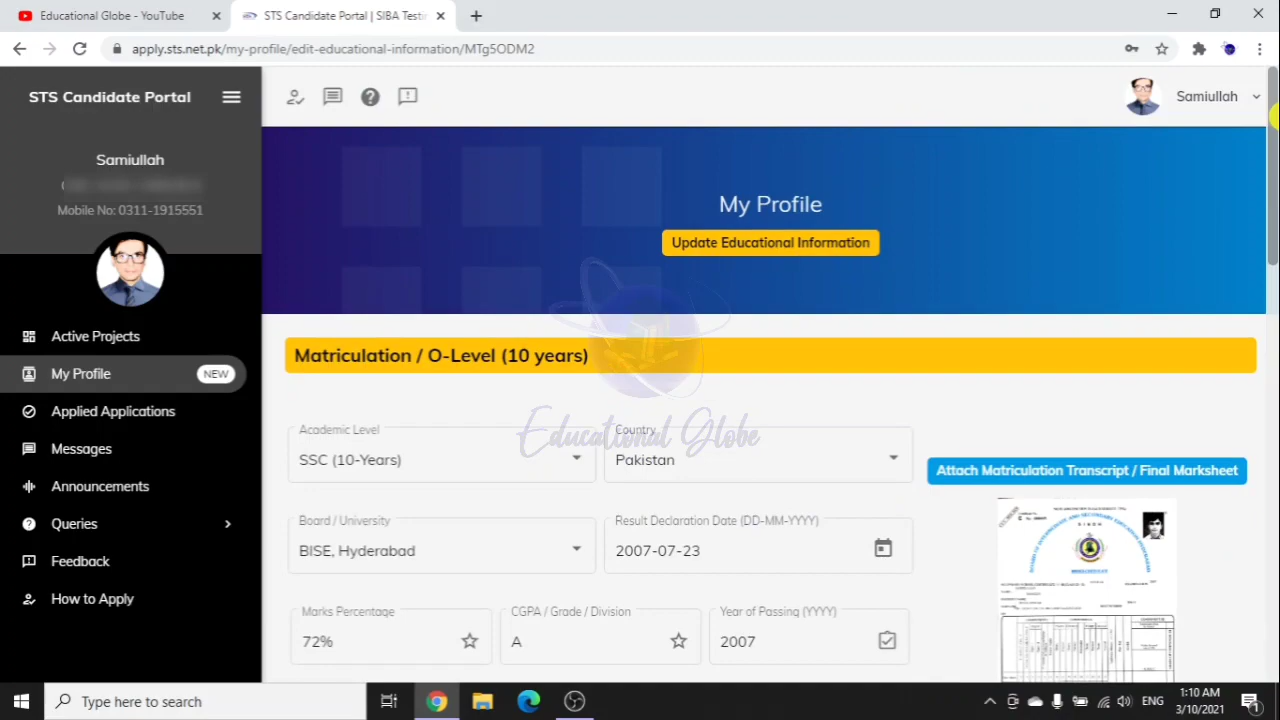 Educational Globe - YouTube
STS Candidate Portal | SIBA Testi
apply.sts.net.pk/my-profile/edit-educational-information/MTg5ODM2
STS Candidate Portal
Samiullah
Samiullah
Mobile No: 0311-1915551
My Profile
Update Educational Information
Active Projects
My Profile
NEW
Applied Applications
Messages
Announcements
Queries
Feedback
How to Apply
Matriculation / O-Level (10 years)
Educational Globe
Academic Level
SSC (10-Years)
Country
Pakistan
Attach Matriculation Transcript / Final Marksheet
Board / University
BISE, Hyderabad
Result Declaration Date (DD-MM-YYYY)
2007-07-23
Marks Percentage
72%
CGPA / Grade / Division
A
Year of Passing (YYYY)
2007
Type here to search
ENG
1:10 AM
3/10/2021
1